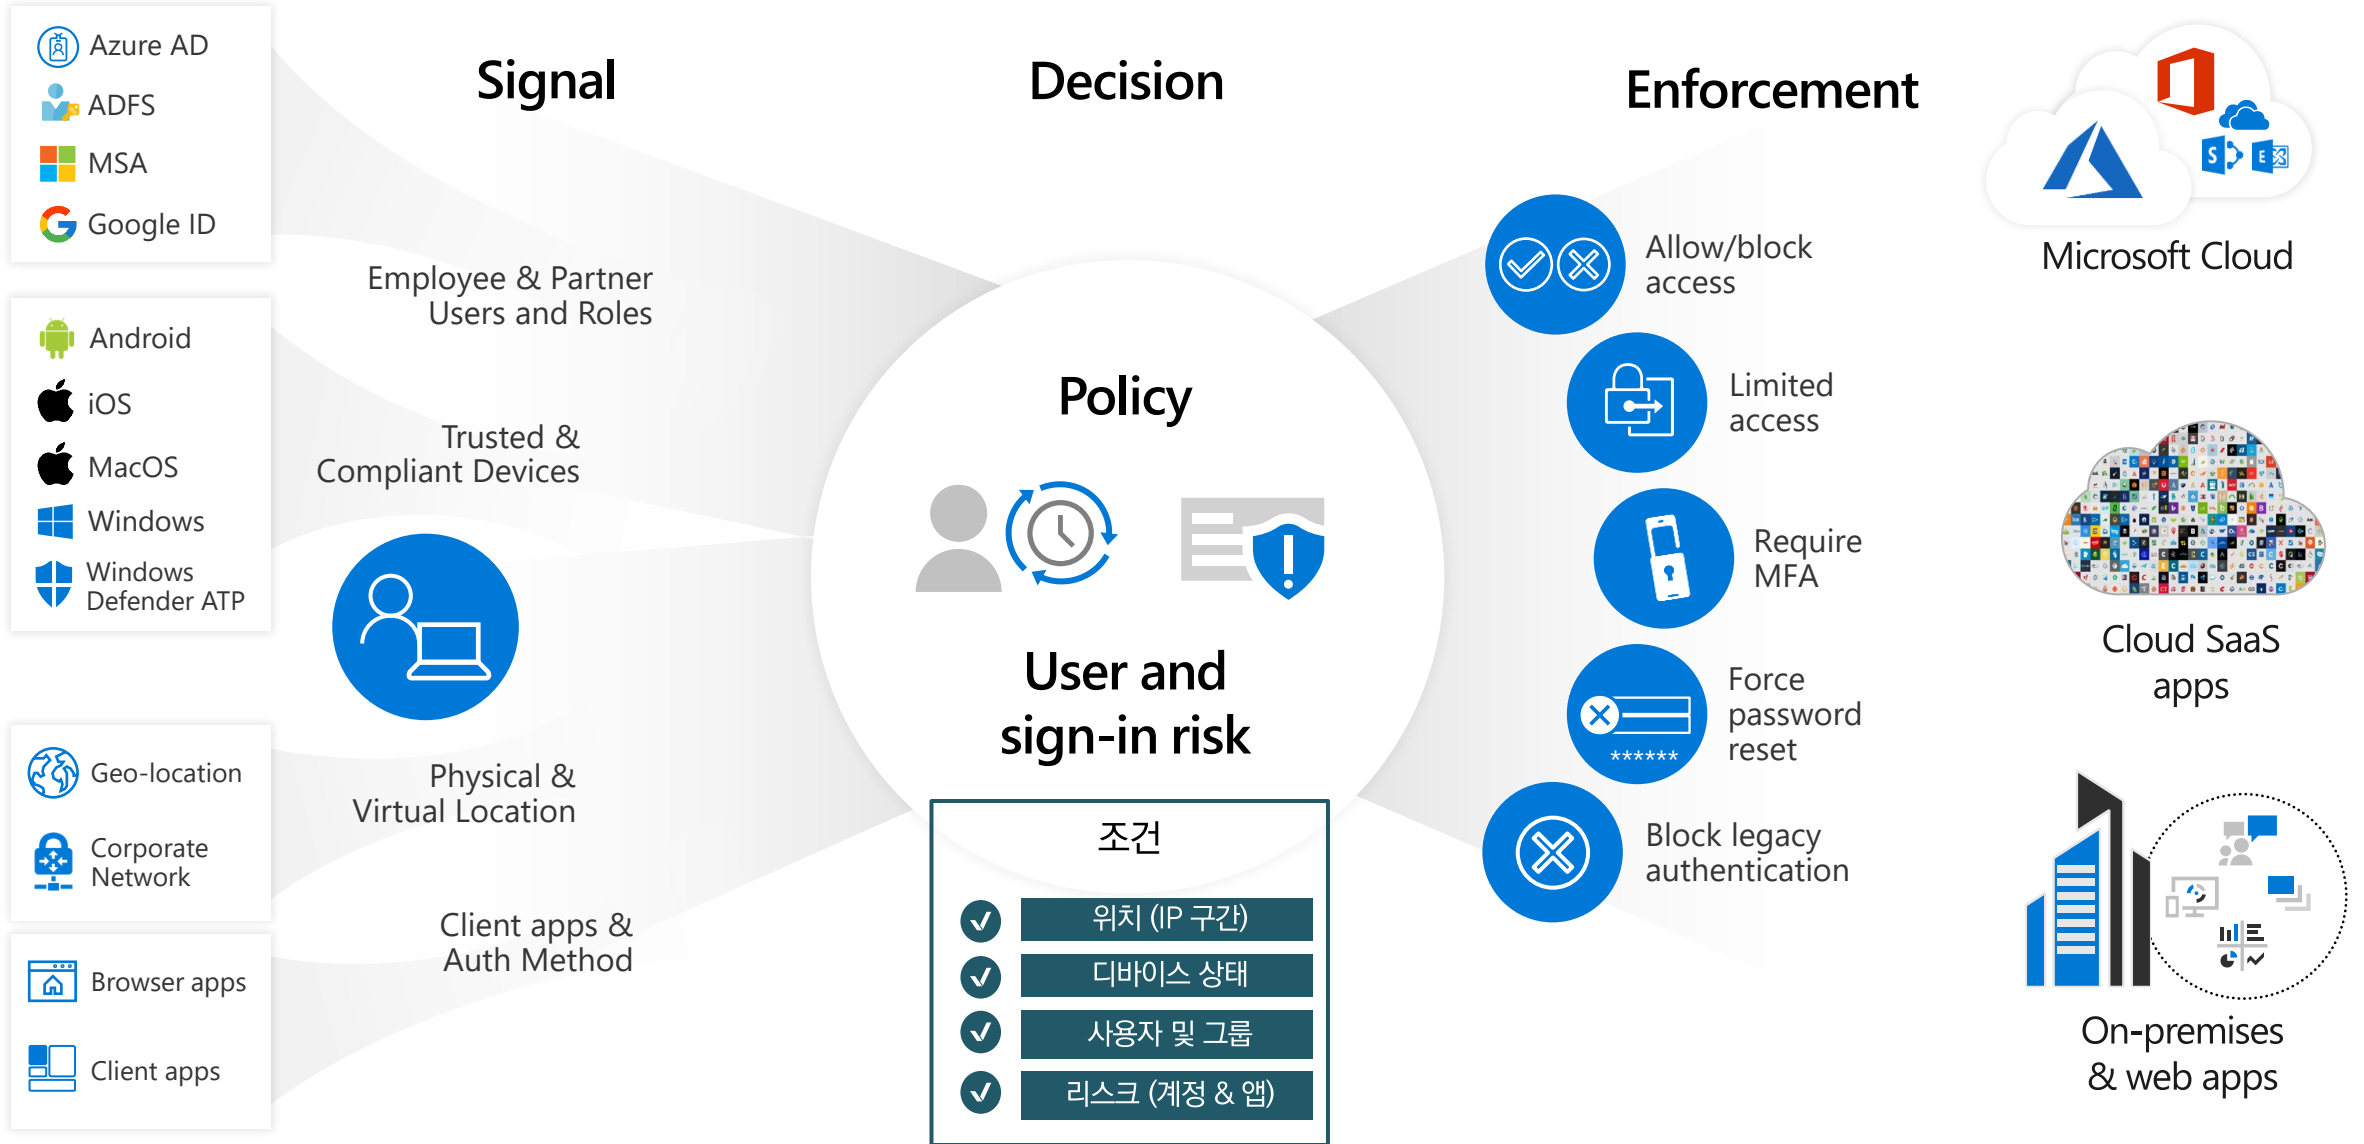 Azure AD
ADFS
MSA
Google ID
Android
iOS
MacOS
Windows
Windows
Defender ATP
Geo-location
Corporate
Network
Browser apps
Client apps
Signal
Employee & Partner
Users and Roles
Trusted &
Compliant Devices
Physical &
Virtual Location
Client apps &
Auth Method
Decision
Policy
User and
sign-in risk
조건
위치 (IP 구간)
디바이스 상태
사용자 및 그룹
리스크 (계정 & 앱)
Enforcement
Allow/block
access
Limited
access
Require
MFA
Force
password
reset
******
Block legacy
authentication
Microsoft Cloud
Cloud SaaS
apps
On-premises
& web apps